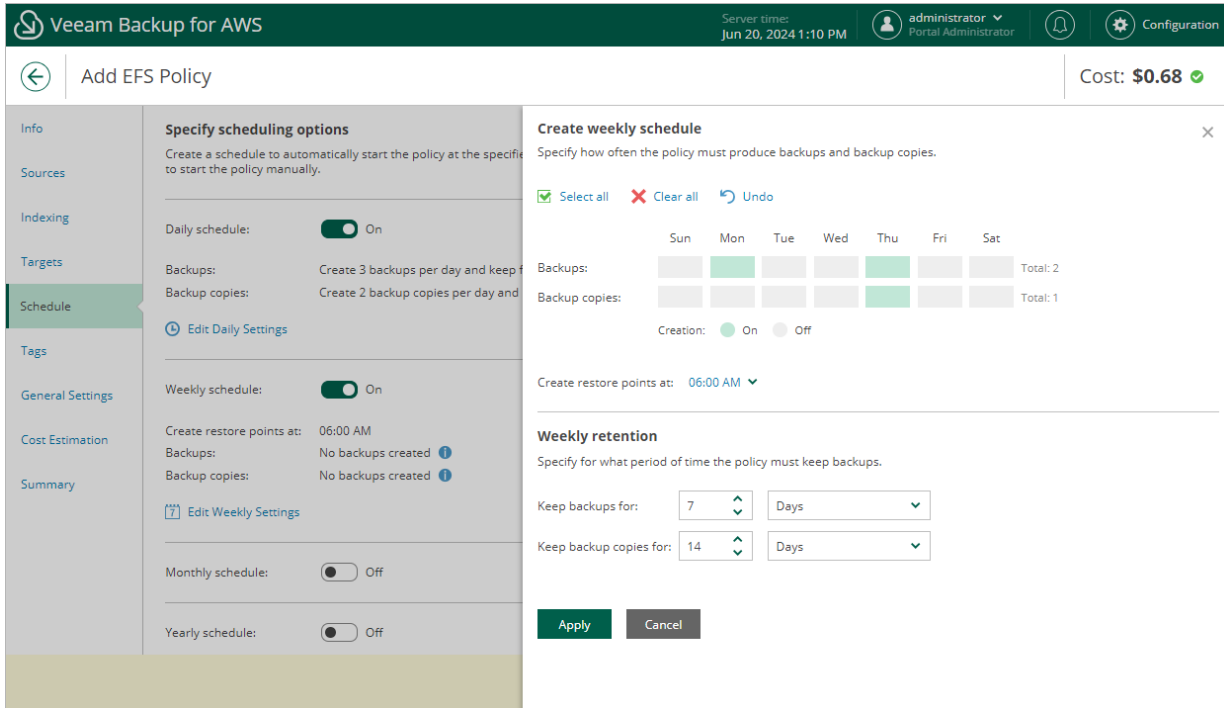 Veeam Backup for AWS
Server time:
Jun 20, 2024 1:10 PM
administrator
Portal Administrator
Configuration
Add EFS Policy
Cost: $0.68
Info
Sources
Indexing
Targets
Schedule
Tags
General Settings
Cost Estimation
Summary
Specify scheduling options
Create a schedule to automatically start the policy at the specifie
to start the policy manually.
Daily schedule: On
Backups: Create 3 backups per day and keep f
Backup copies: Create 2 backup copies per day and
Edit Daily Settings
Weekly schedule: On
Create restore points at: 06:00 AM
Backups: No backups created
Backup copies: No backups created
7 Edit Weekly Settings
Monthly schedule: Off
Yearly schedule: Off
Create weekly schedule
Specify how often the policy must produce backups and backup copies.
Select all Clear all Undo
Sun Mon Tue Wed Thu Fri Sat
Backups: Total: 2
Backup copies: Total: 1
Creation: On Off
Create restore points at: 06:00 AM
Weekly retention
Specify for what period of time the policy must keep backups.
Keep backups for: 7 Days
Keep backup copies for: 14 Days
Apply Cancel